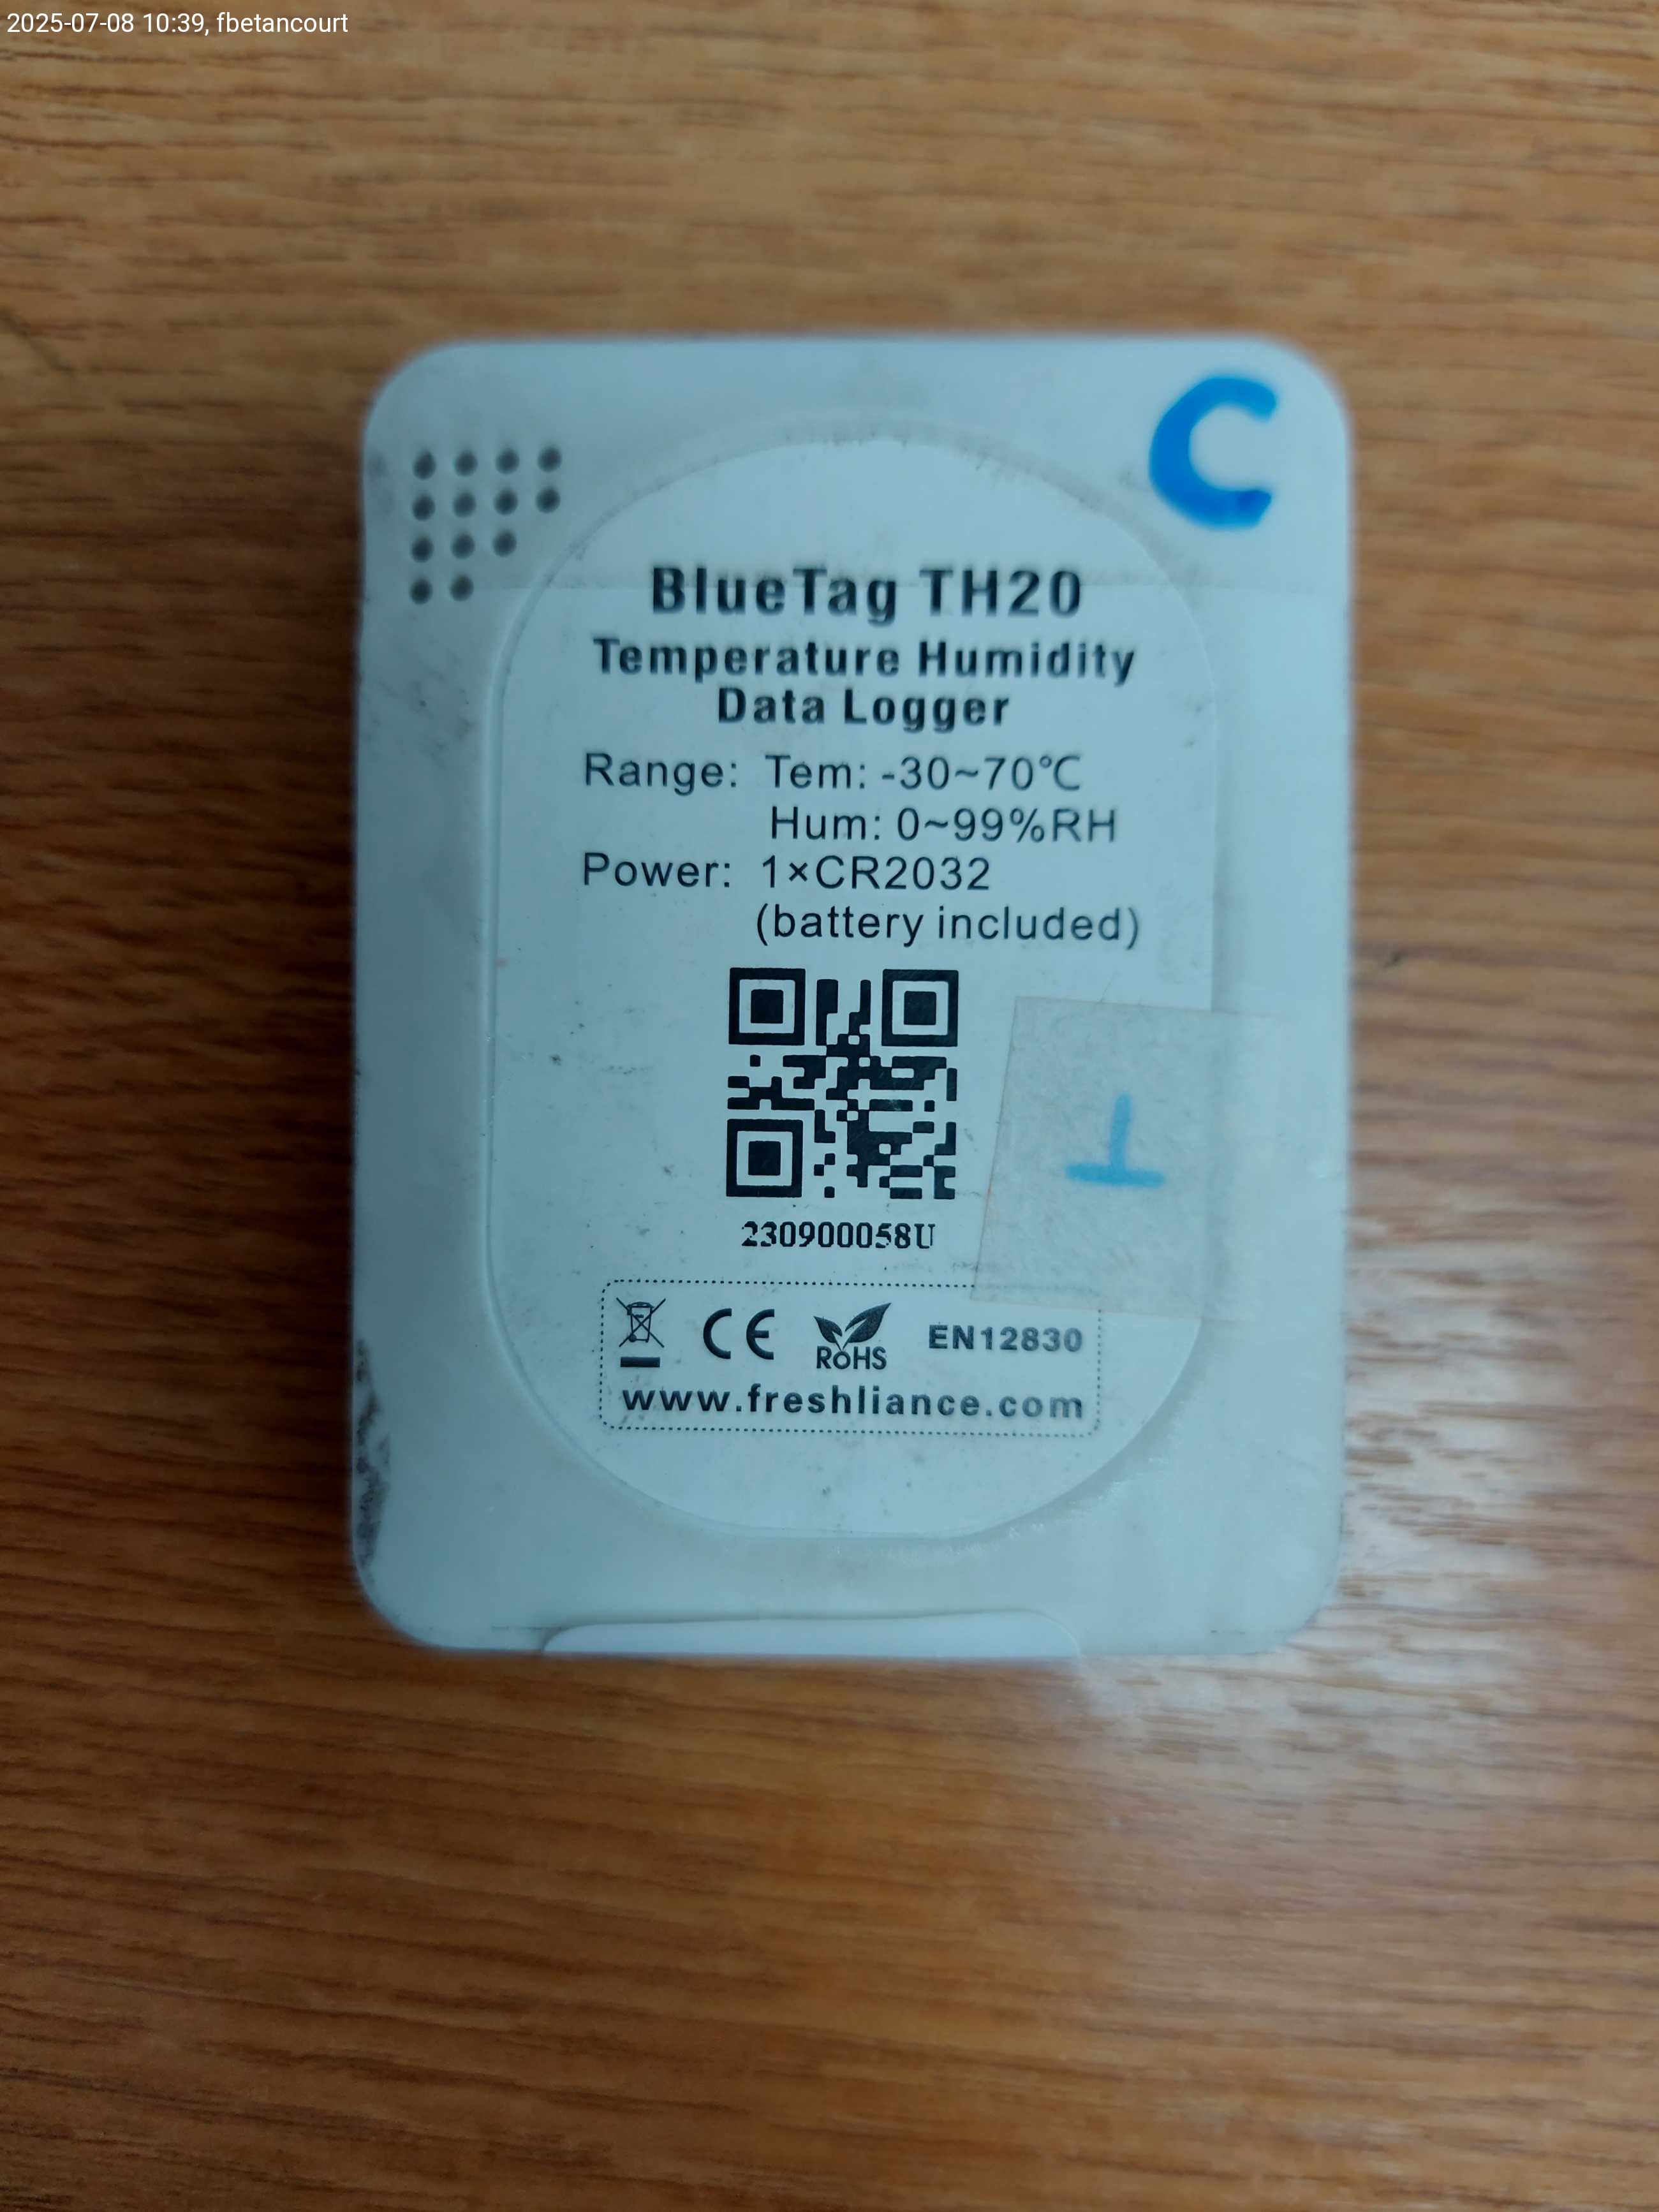 2025-07-08 10:39, fbetancourt
C
BlueTag TH20
Temperature Humidity
Data Logger
Range: Tem: -30~70℃
Hum: 0~99%RH
Power: 1×CR2032
(battery included)
T
230900058U
CE RoHS EN12830
www.freshliance.com